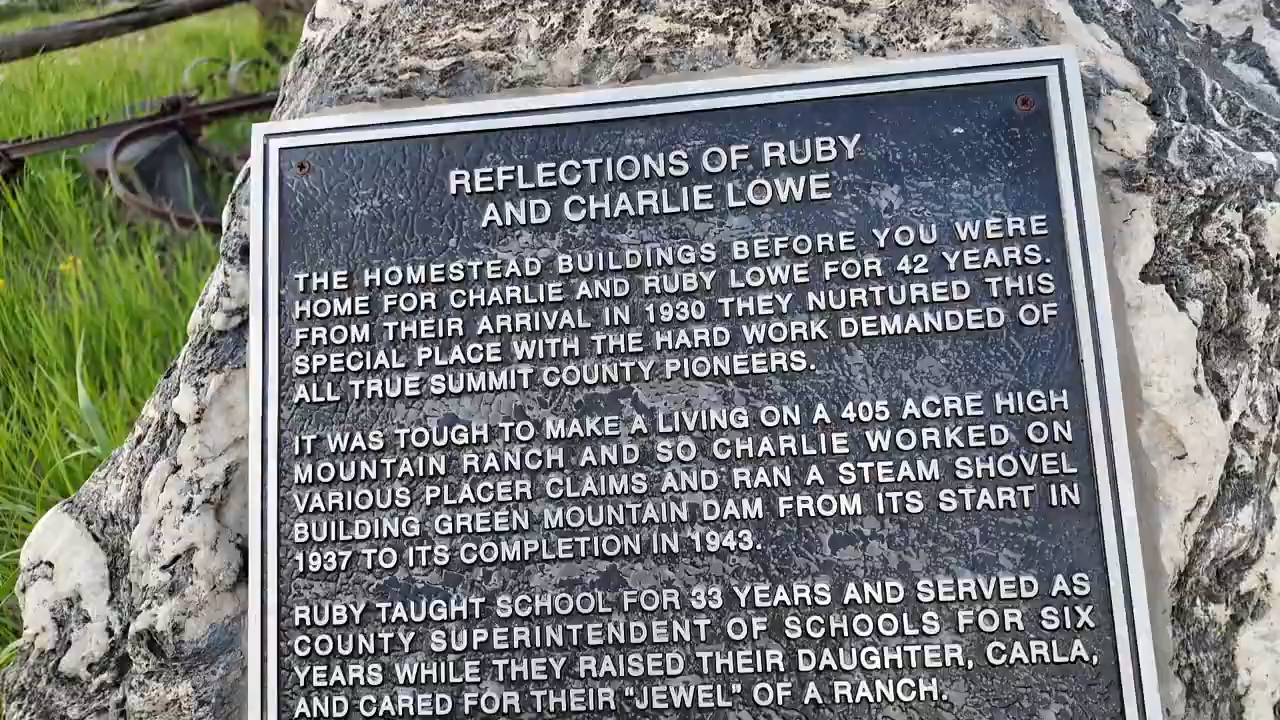 REFLECTIONS OF RUBY
AND CHARLIE LOWE
THE HOMESTEAD BUILDINGS BEFORE YOU WERE
HOME FOR CHARLIE AND RUBY LOWE FOR 42 YEARS.
FROM THEIR ARRIVAL IN 1930 THEY NURTURED THIS
SPECIAL PLACE WITH THE HARD WORK DEMANDED OF
ALL TRUE SUMMIT COUNTY PIONEERS.
IT WAS TOUGH TO MAKE A LIVING ON A 405 ACRE HIGH
MOUNTAIN RANCH AND SO CHARLIE WORKED ON
VARIOUS PLACER CLAIMS AND RAN A STEAM SHOVEL
BUILDING GREEN MOUNTAIN DAM FROM ITS START IN
1937 TO ITS COMPLETION IN 1943.
RUBY TAUGHT SCHOOL FOR 33 YEARS AND SERVED AS
COUNTY SUPERINTENDENT OF SCHOOLS FOR SIX
YEARS WHILE THEY RAISED THEIR DAUGHTER, CARLA,
AND CARED FOR THEIR "JEWEL" OF A RANCH.